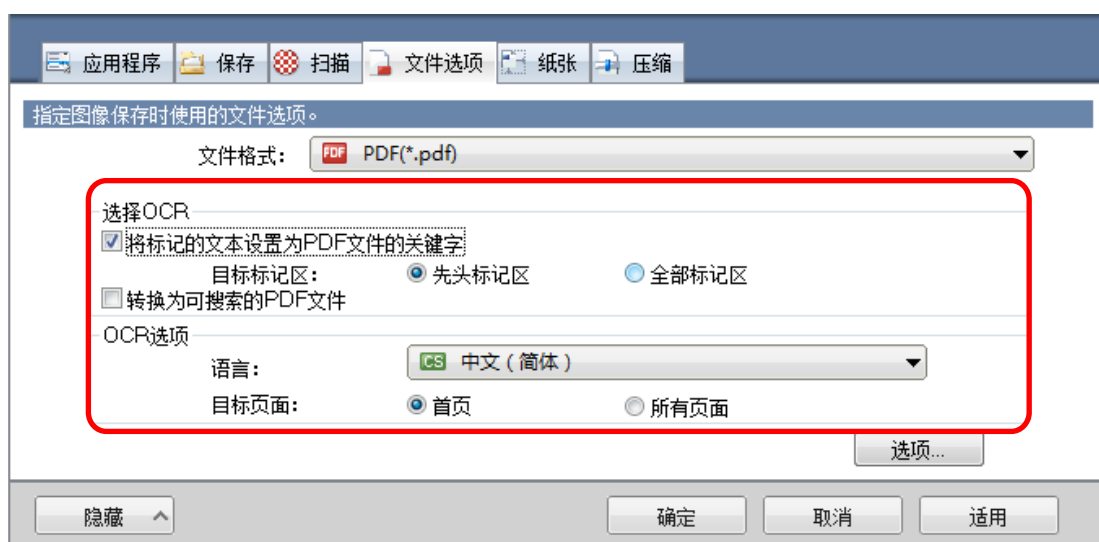 应用程序 保存 扫描 文件选项 纸张 压缩
指定图像保存时使用的文件选项。
文件格式: PDF PDF(*.pdf)
选择OCR
将标记的文本设置为PDF文件的关键字
目标标记区: 先头标记区 全部标记区
转换为可搜索的PDF文件
OCR选项
语言: CS 中文(简体)
目标页面: 首页 所有页面
选项...
隐藏 确定 取消 适用